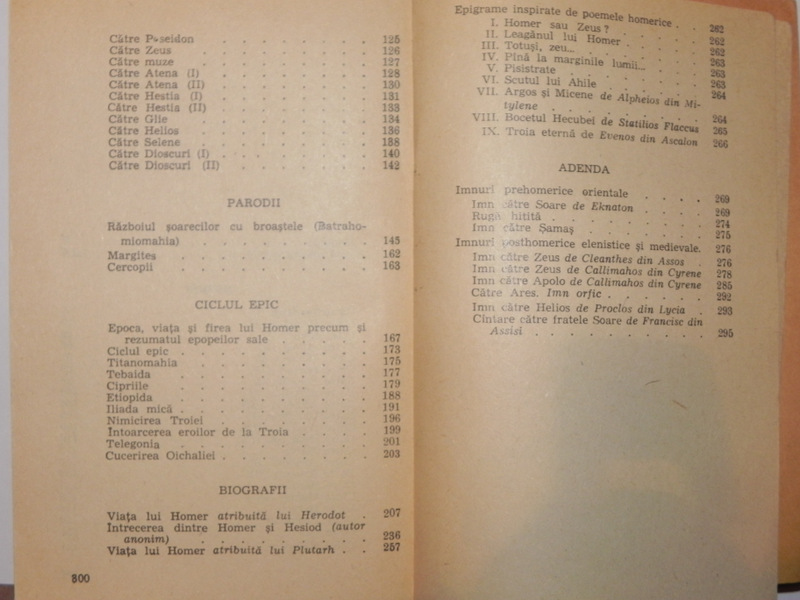 Către Poseidon . . . . . . . 125
Către Zeus . . . . . . . 126
Către muze . . . . . . . 127
Către Atena (I) . . . . . . . 128
Către Atena (II) . . . . . . . 130
Către Hestia (I) . . . . . . . 131
Către Hestia (II) . . . . . . . 133
Către Glie . . . . . . . 134
Către Helios . . . . . . . 136
Către Selene . . . . . . . 138
Către Dioscuri (I) . . . . . . . 140
Către Dioscuri (II) . . . . . . . 142
PARODII
Războiul șoarecilor cu broaștele (Batraho-
miomahia) . . . . . . . 145
Margites . . . . . . . 162
Cercopii . . . . . . . 163
CICLUL EPIC
Epoca, viața și firea lui Homer precum și
rezumatul epopeilor sale . . . . 167
Ciclul epic . . . . . . . 173
Titanomahia . . . . . . . 175
Tebaida . . . . . . . 177
Cipriile . . . . . . . 179
Etiopida . . . . . . . 188
Iliada mică . . . . . . . 191
Nimicirea Troiei . . . . . . . 196
Intoarcerea eroilor de la Troia . . . . 199
Telegonia . . . . . . . 201
Cucerirea Oichaliei . . . . . . . 203
BIOGRAFII
Viața lui Homer atribuită lui Herodot . 207
Intrecerea dintre Homer și Hesiod (autor
anonim) . . . . . . . 236
Viața lui Homer atribuită lui Plutarh . . 257
300
Epigrame inspirate de poemele homerice . . 262
I. Homer sau Zeus ? . . . . 262
II. Leagănul lui Homer . . . . 262
III. Totuși, zeu... . . . . 263
IV. Pînă la marginile lumii... . . . 263
V. Pisistrate . . . . 263
VI. Scutul lui Ahile . . . . 264
VII. Argos și Micene de Alpheios din Mi-
tylene . . . . . . 264
VIII. Bocetul Hecubei de Statilios Flaccus 265
IX. Troia eternă de Evenos din Ascalon 266
ADENDA
Imnuri prehomerice orientale . . . . 269
Imn către Soare de Eknaton . . . . 269
Rugă hitită . . . . . . . 274
Imn către Șamaș . . . . . . 275
Imnuri posthomerice elenistice și medievale. 276
Imn către Zeus de Cleanthes din Assos . 276
Imn către Zeus de Callimahos din Cyrene 278
Imn către Apolo de Callimahos din Cyrene 285
Către Ares. Imn orfic . . . . . 292
Imn către Helios de Proclos din Lycia . 293
Cîntare către fratele Soare de Francisc din
Assisi . . . . . . . 295